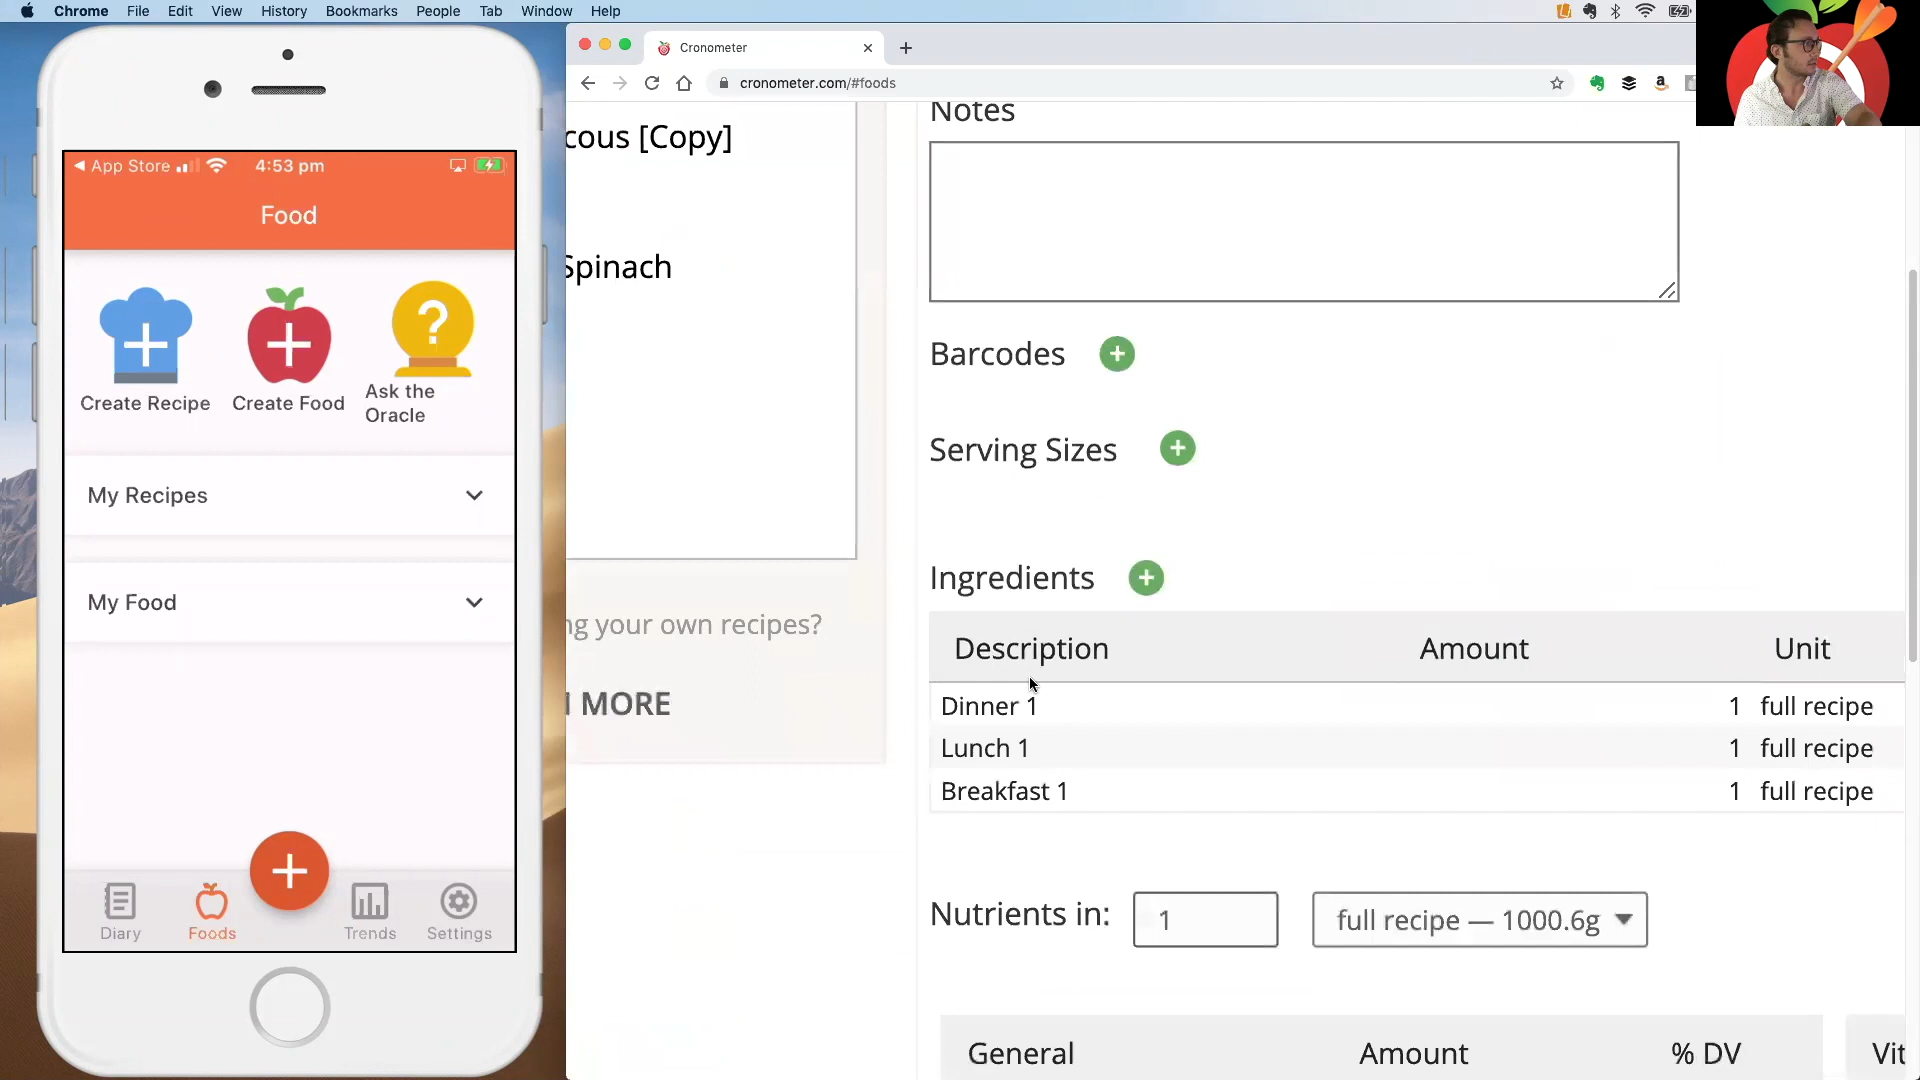 Chrome File Edit View History Bookmarks People Tab Window Help
Cronometer
cronometer.com/#foods
App Store 4:53 pm
Food
Create Recipe
Create Food
?
Ask the
Oracle
My Recipes
My Food
Diary
Foods
Trends
Settings
cous [Copy]
Spinach
ng your own recipes?
MORE
Notes
Barcodes
Serving Sizes
Ingredients
Description Amount Unit
Dinner 1 1 full recipe
Lunch 1 1 full recipe
Breakfast 1 1 full recipe
Nutrients in: 1 full recipe — 1000.6g
General Amount % DV Vit